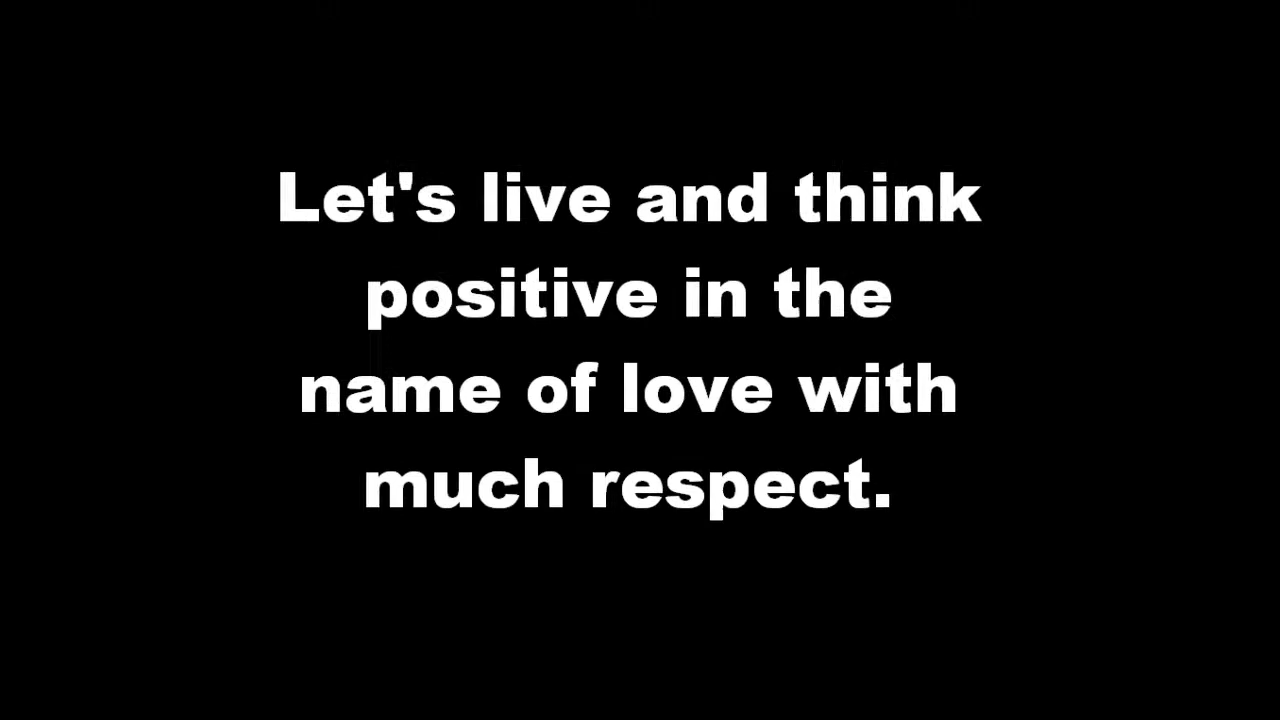 Let's live and think
positive in the
name of love with
much respect.